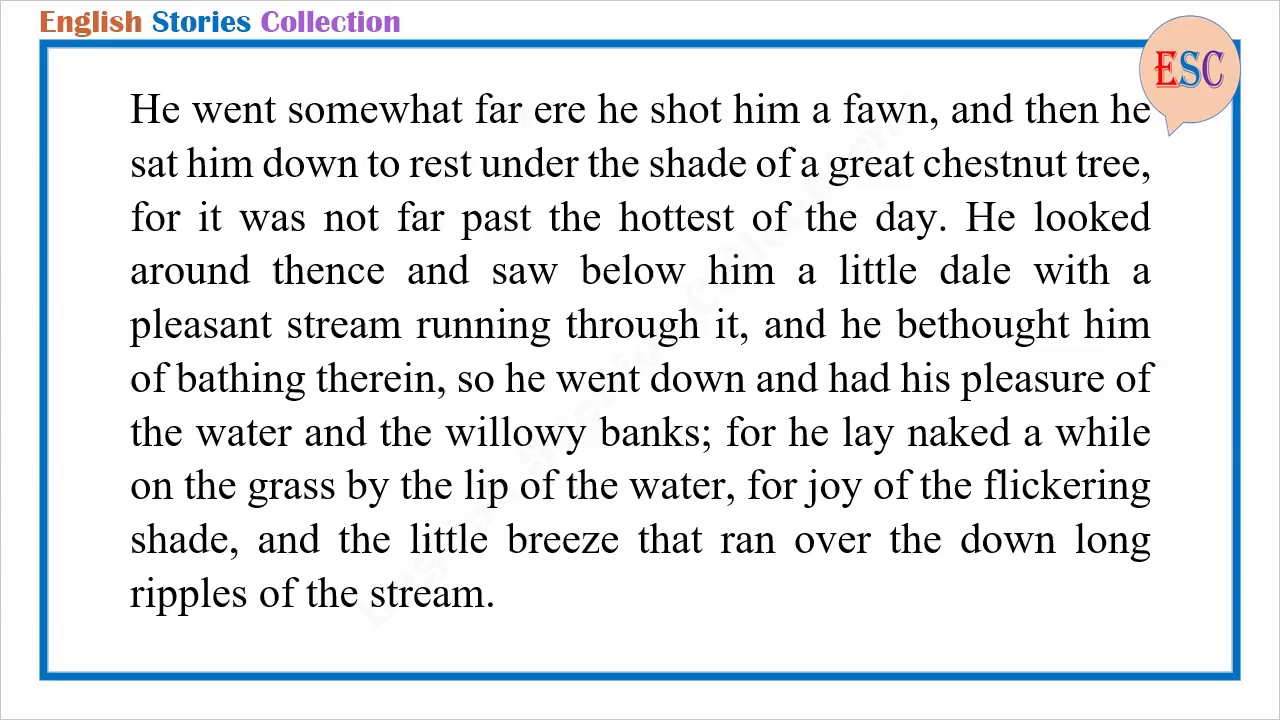 English Stories Collection
ESC
He went somewhat far ere he shot him a fawn, and then he
sat him down to rest under the shade of a great chestnut tree,
for it was not far past the hottest of the day. He looked
around thence and saw below him a little dale with a
pleasant stream running through it, and he bethought him
of bathing therein, so he went down and had his pleasure of
the water and the willowy banks; for he lay naked a while
on the grass by the lip of the water, for joy of the flickering
shade, and the little breeze that ran over the down long
ripples of the stream.